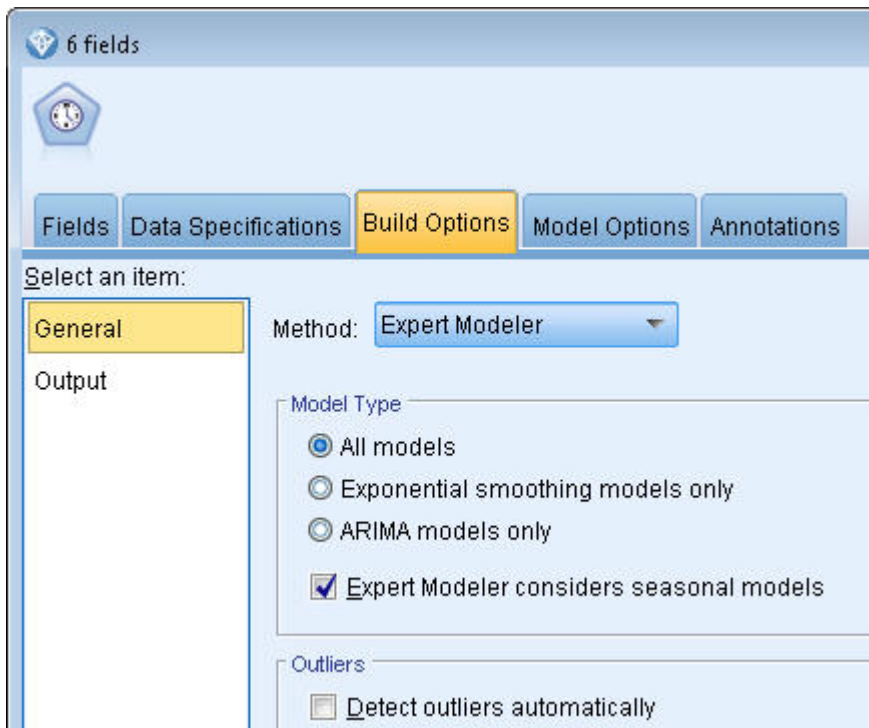 6 fields
Fields Data Specifications Build Options Model Options Annotations
Select an item:
General
Output
Method: Expert Modeler
Model Type
All models
Exponential smoothing models only
ARIMA models only
Expert Modeler considers seasonal models
Outliers
Detect outliers automatically